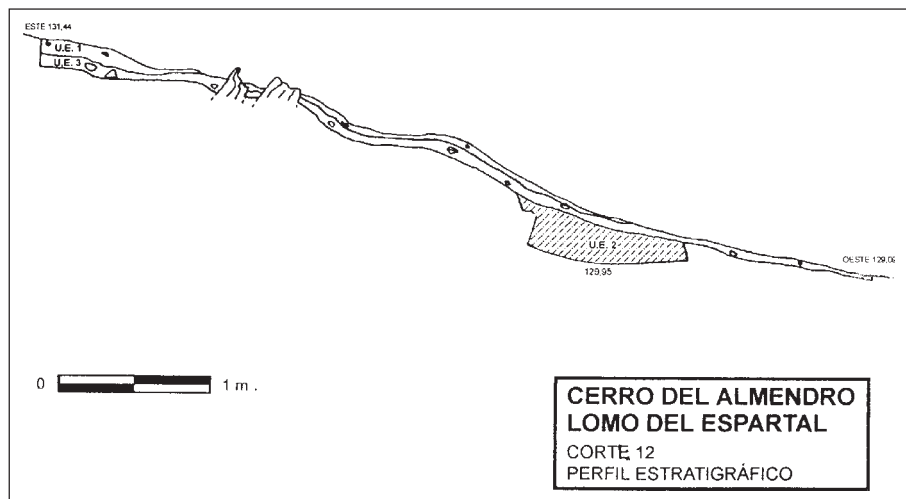 ESTE 131,44
U.E. 1
U.E. 3
U.E. 2
129,95
OESTE 129,0
0 1 m .
CERRO DEL ALMENDRO
LOMO DEL ESPARTAL
CORTE 12
PERFIL ESTRATIGRÁFICO